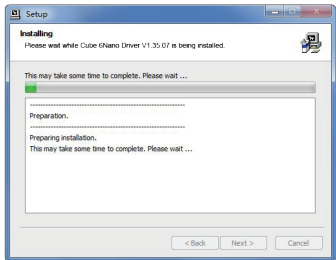 Setup
Installing
Please wait while Cube 6Nano Driver V1.35.07 is being installed.
This may take some time to complete. Please wait ...
----------------------------------------------------------
Preparation.
----------------------------------------------------------
Preparing installation.
This may take some time to complete. Please wait ...
< Back
Next >
Cancel